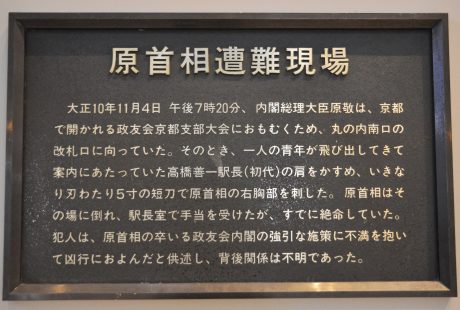 原首相遭難現場
大正10年11月4日 午後7時20分、内閣総理大臣原敬は、京都
で開かれる政友会京都支部大会におもむくため、丸の内南口の
改札口に向っていた。そのとき、一人の青年が飛び出してきて
案内にあたっていた高橋善一駅長(初代)の肩をかすめ、いきな
り刃わたり5寸の短刀で原首相の右胸部を刺した。原首相はそ
の場に倒れ、駅長室で手当を受けたが、すでに絶命していた。
犯人は、原首相の卒いる政友会内閣の強引な施策に不満を抱い
て凶行におよんだと供述し、背後関係は不明であった。